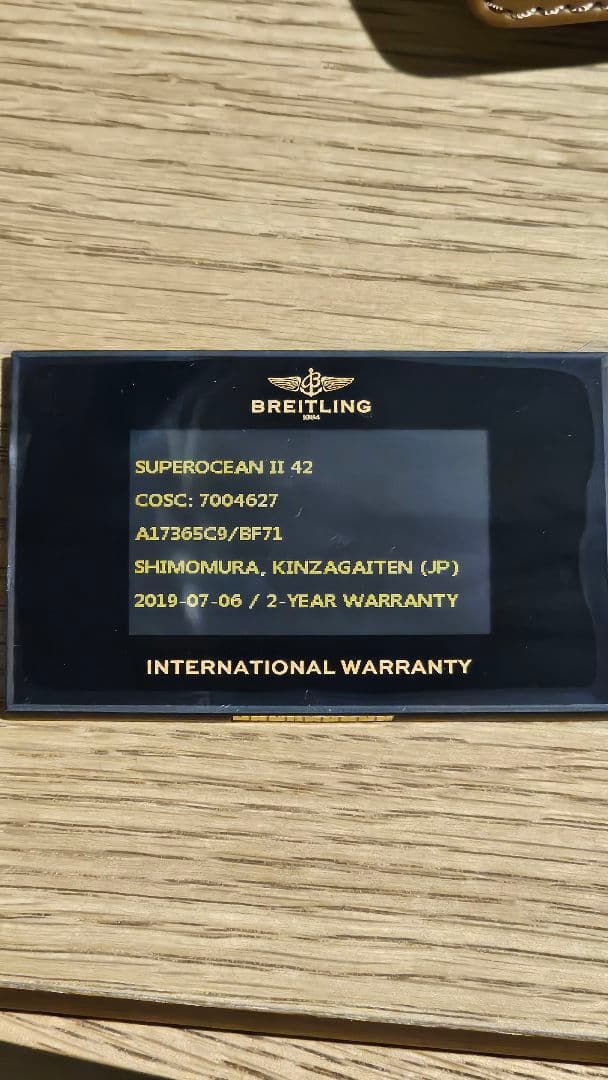 BREITLING
1884
SUPEROCEAN II 42
COSC: 7004627
A17365C9/BF71
SHIMOMURA, KINZAGAITEN (JP)
2019-07-06 / 2-YEAR WARRANTY
INTERNATIONAL WARRANTY